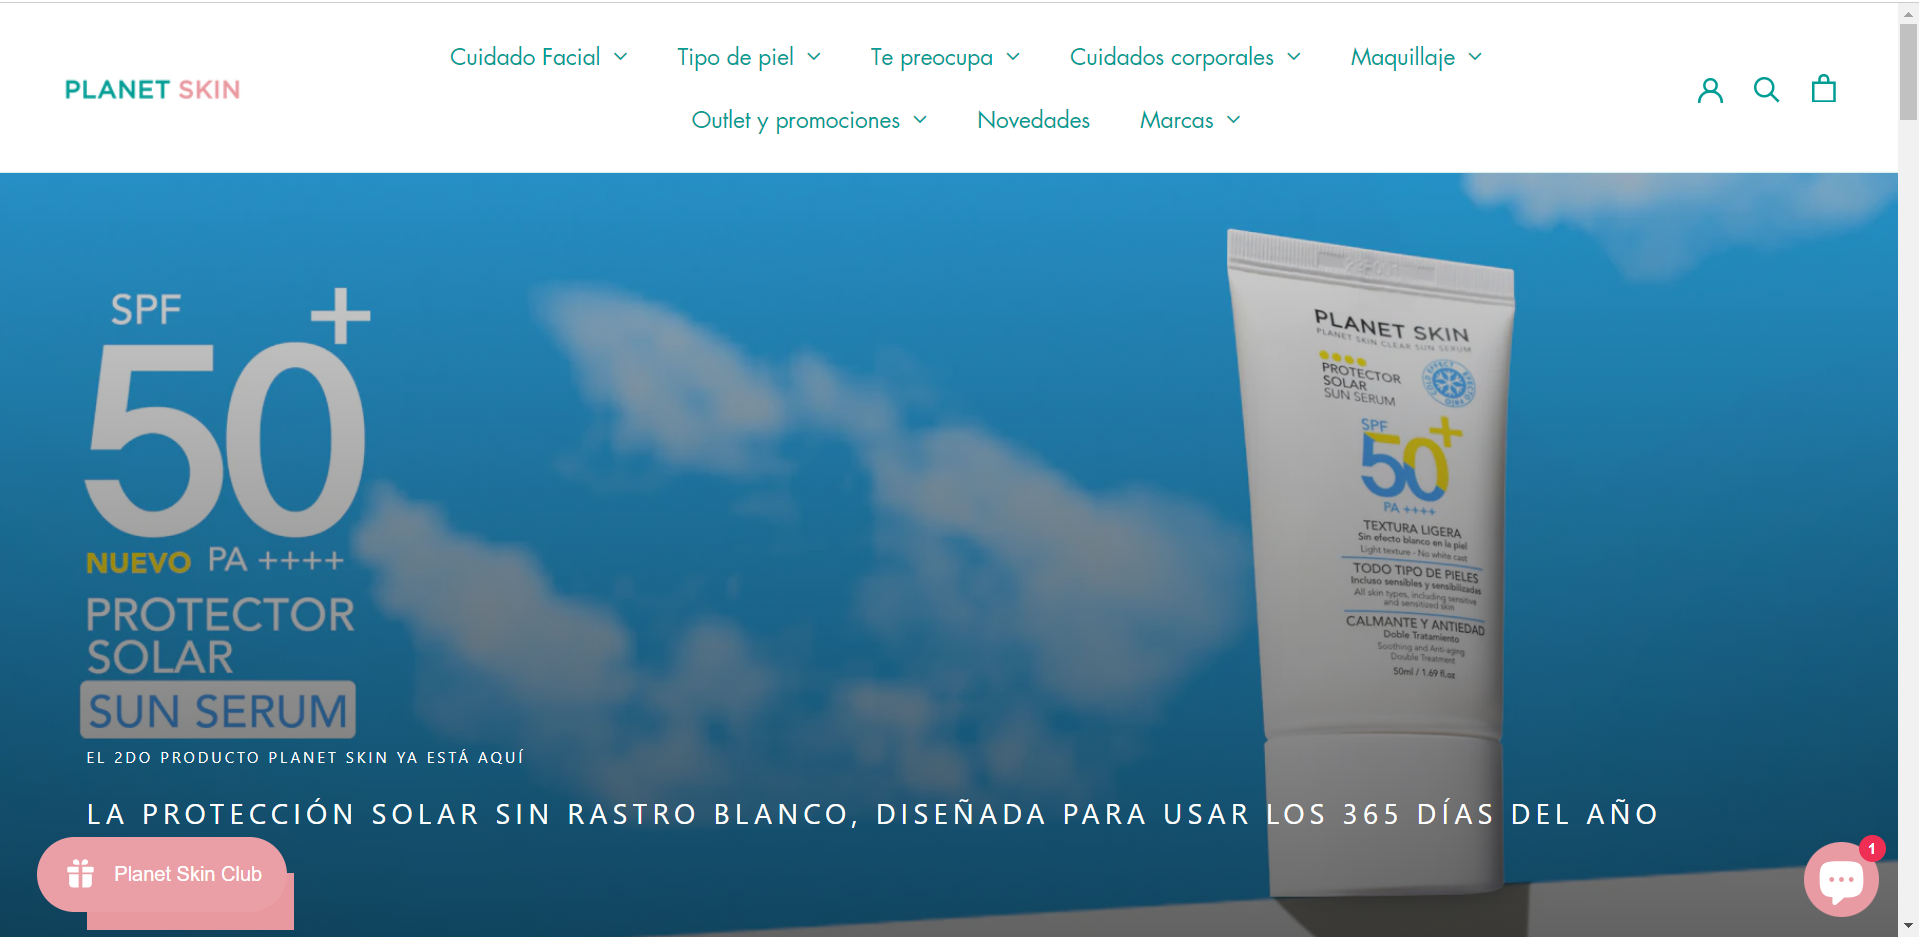 Cuidado Facial
Tipo de piel
Te preocupa
Cuidados corporales
Maquillaje
PLANET SKIN
Outlet y promociones
Novedades
Marcas
SPF
50+
NUEVO PA ++++
PROTECTOR
SOLAR
SUN SERUM
EL 2DO PRODUCTO PLANET SKIN YA ESTÁ AQUÍ
LA PROTECCIÓN SOLAR SIN RASTRO BLANCO, DISEÑADA PARA USAR LOS 365 DÍAS DEL AÑO
PLANET SKIN
PLANET SKIN CLEAR SUN SERUM
PROTECTOR
SOLAR
SUN SERUM
COLD EFFECT EFECTO FRIO
SPF
50+
PA ++++
TEXTURA LIGERA
Sin efecto blanco en la piel
Light texture - No white cast
TODO TIPO DE PIELES
Incluso sensibles y sensibilizadas
All skin types, including sensitive
and sensitized skin
CALMANTE Y ANTIEDAD
Doble Tratamiento
Soothing and Anti-aging
Double Treatment
50ml / 1.69 fl.oz
Planet Skin Club
1